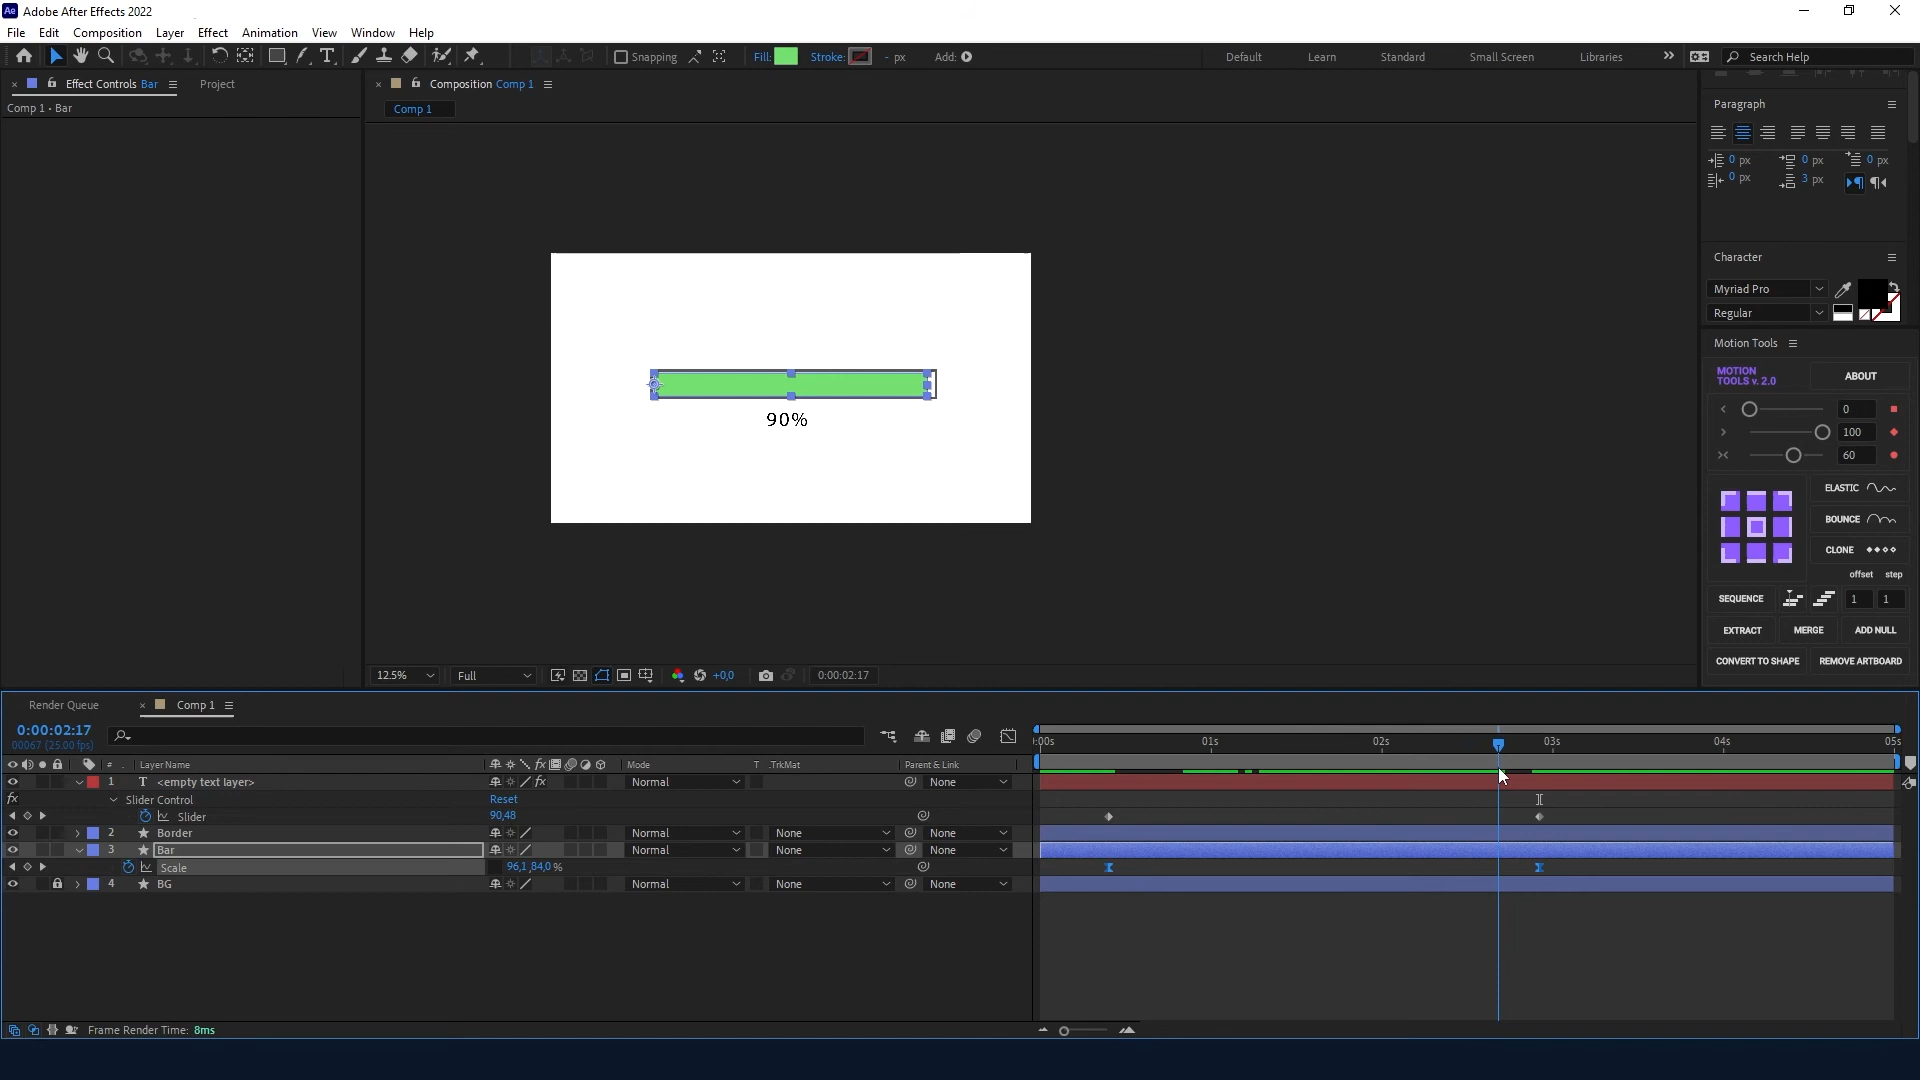 Ae Adobe After Effects 2022
File Edit Composition Layer Effect Animation View Window Help
Snapping Fill: Stroke: - px Add: Default Learn Standard Small Screen Libraries Search Help
Effect Controls Bar Project
Comp 1 • Bar
Composition Comp 1
Comp 1
90%
12.5% Full +0,0 0:00:02:17
Paragraph
0 px 0 px 0 px
0 px 3 px
Character
Myriad Pro
Regular
Motion Tools
MOTION TOOLS v. 2.0 ABOUT
0
100
60
ELASTIC
BOUNCE
CLONE
offset step
SEQUENCE 1 1
EXTRACT MERGE ADD NULL
CONVERT TO SHAPE REMOVE ARTBOARD
Render Queue Comp 1
0:00:02:17
00067 (25.00 fps)
:00s 01s 02s 03s 04s 05s
# Layer Name Mode T .TrkMat Parent & Link
1 T <empty text layer> Normal None
Slider Control Reset
Slider 90,48
2 Border Normal None None
3 Bar Normal None None
Scale 96,1,84,0%
4 BG Normal None None
Frame Render Time: 8ms